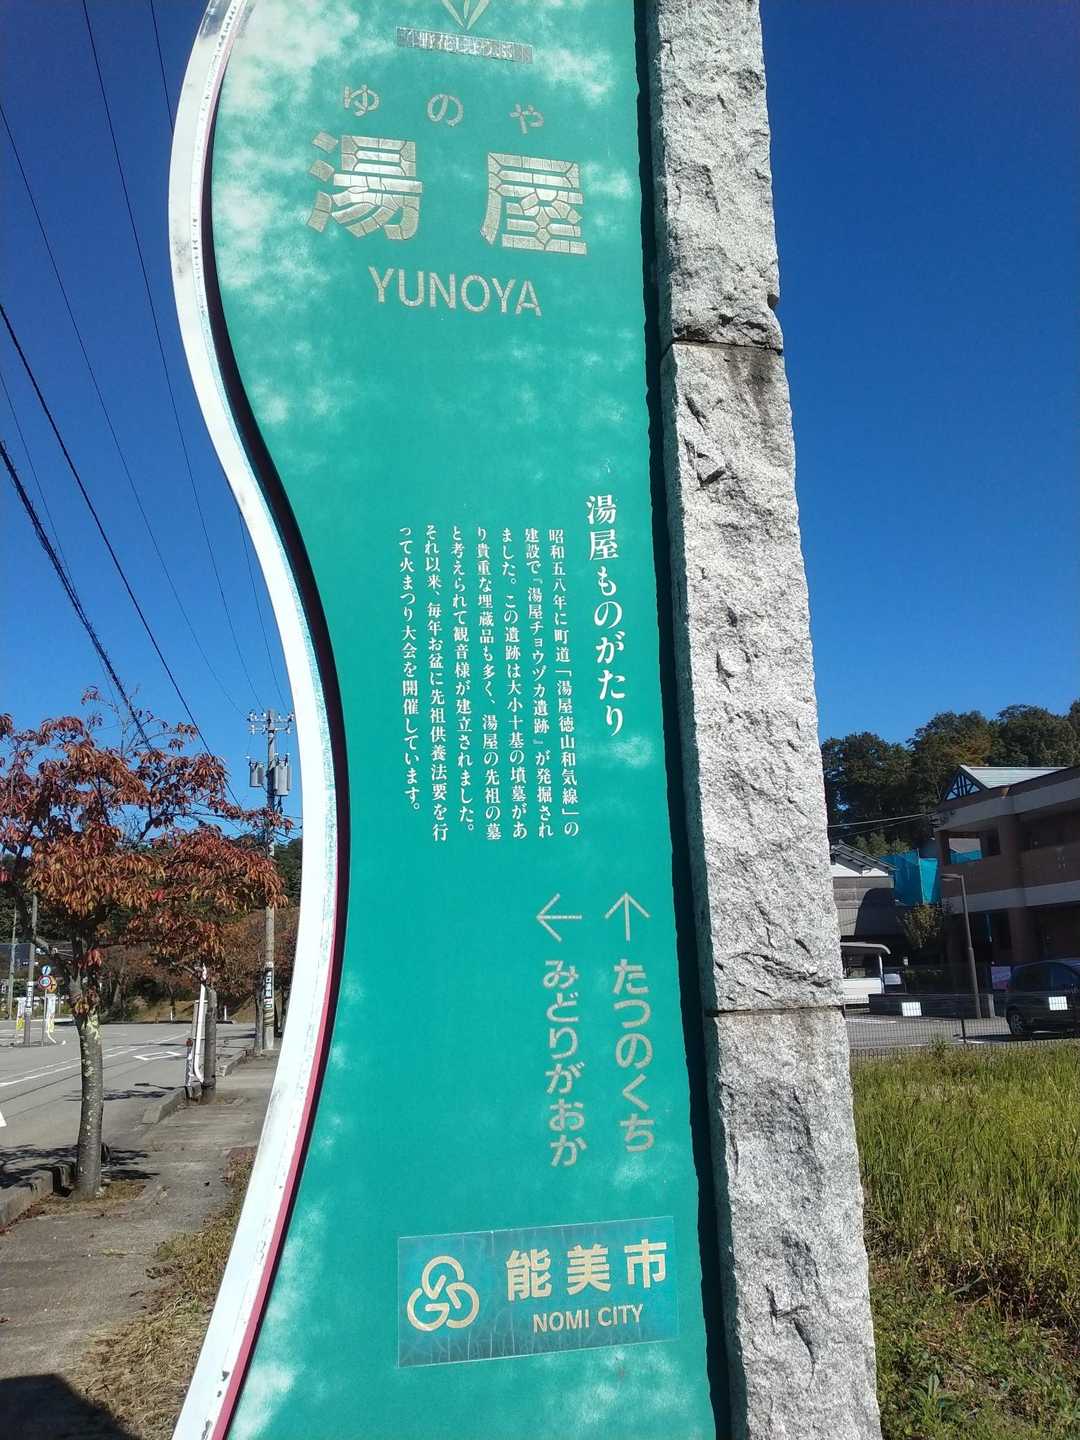 ゆのや
湯屋
YUNOYA
湯屋ものがたり
昭和五八年に町道「湯屋徳山和気線」の
建設で『湯屋チョウヅカ遺跡』が発掘され
ました。この遺跡は大小十基の墳墓があ
り貴重な埋蔵品も多く、湯屋の先祖の墓
と考えられて観音様が建立されました。
それ以来、毎年お盆に先祖供養法要を行
って火まつり大会を開催しています。
↑たつのくち
←みどりがおか
能美市
NOMI CITY